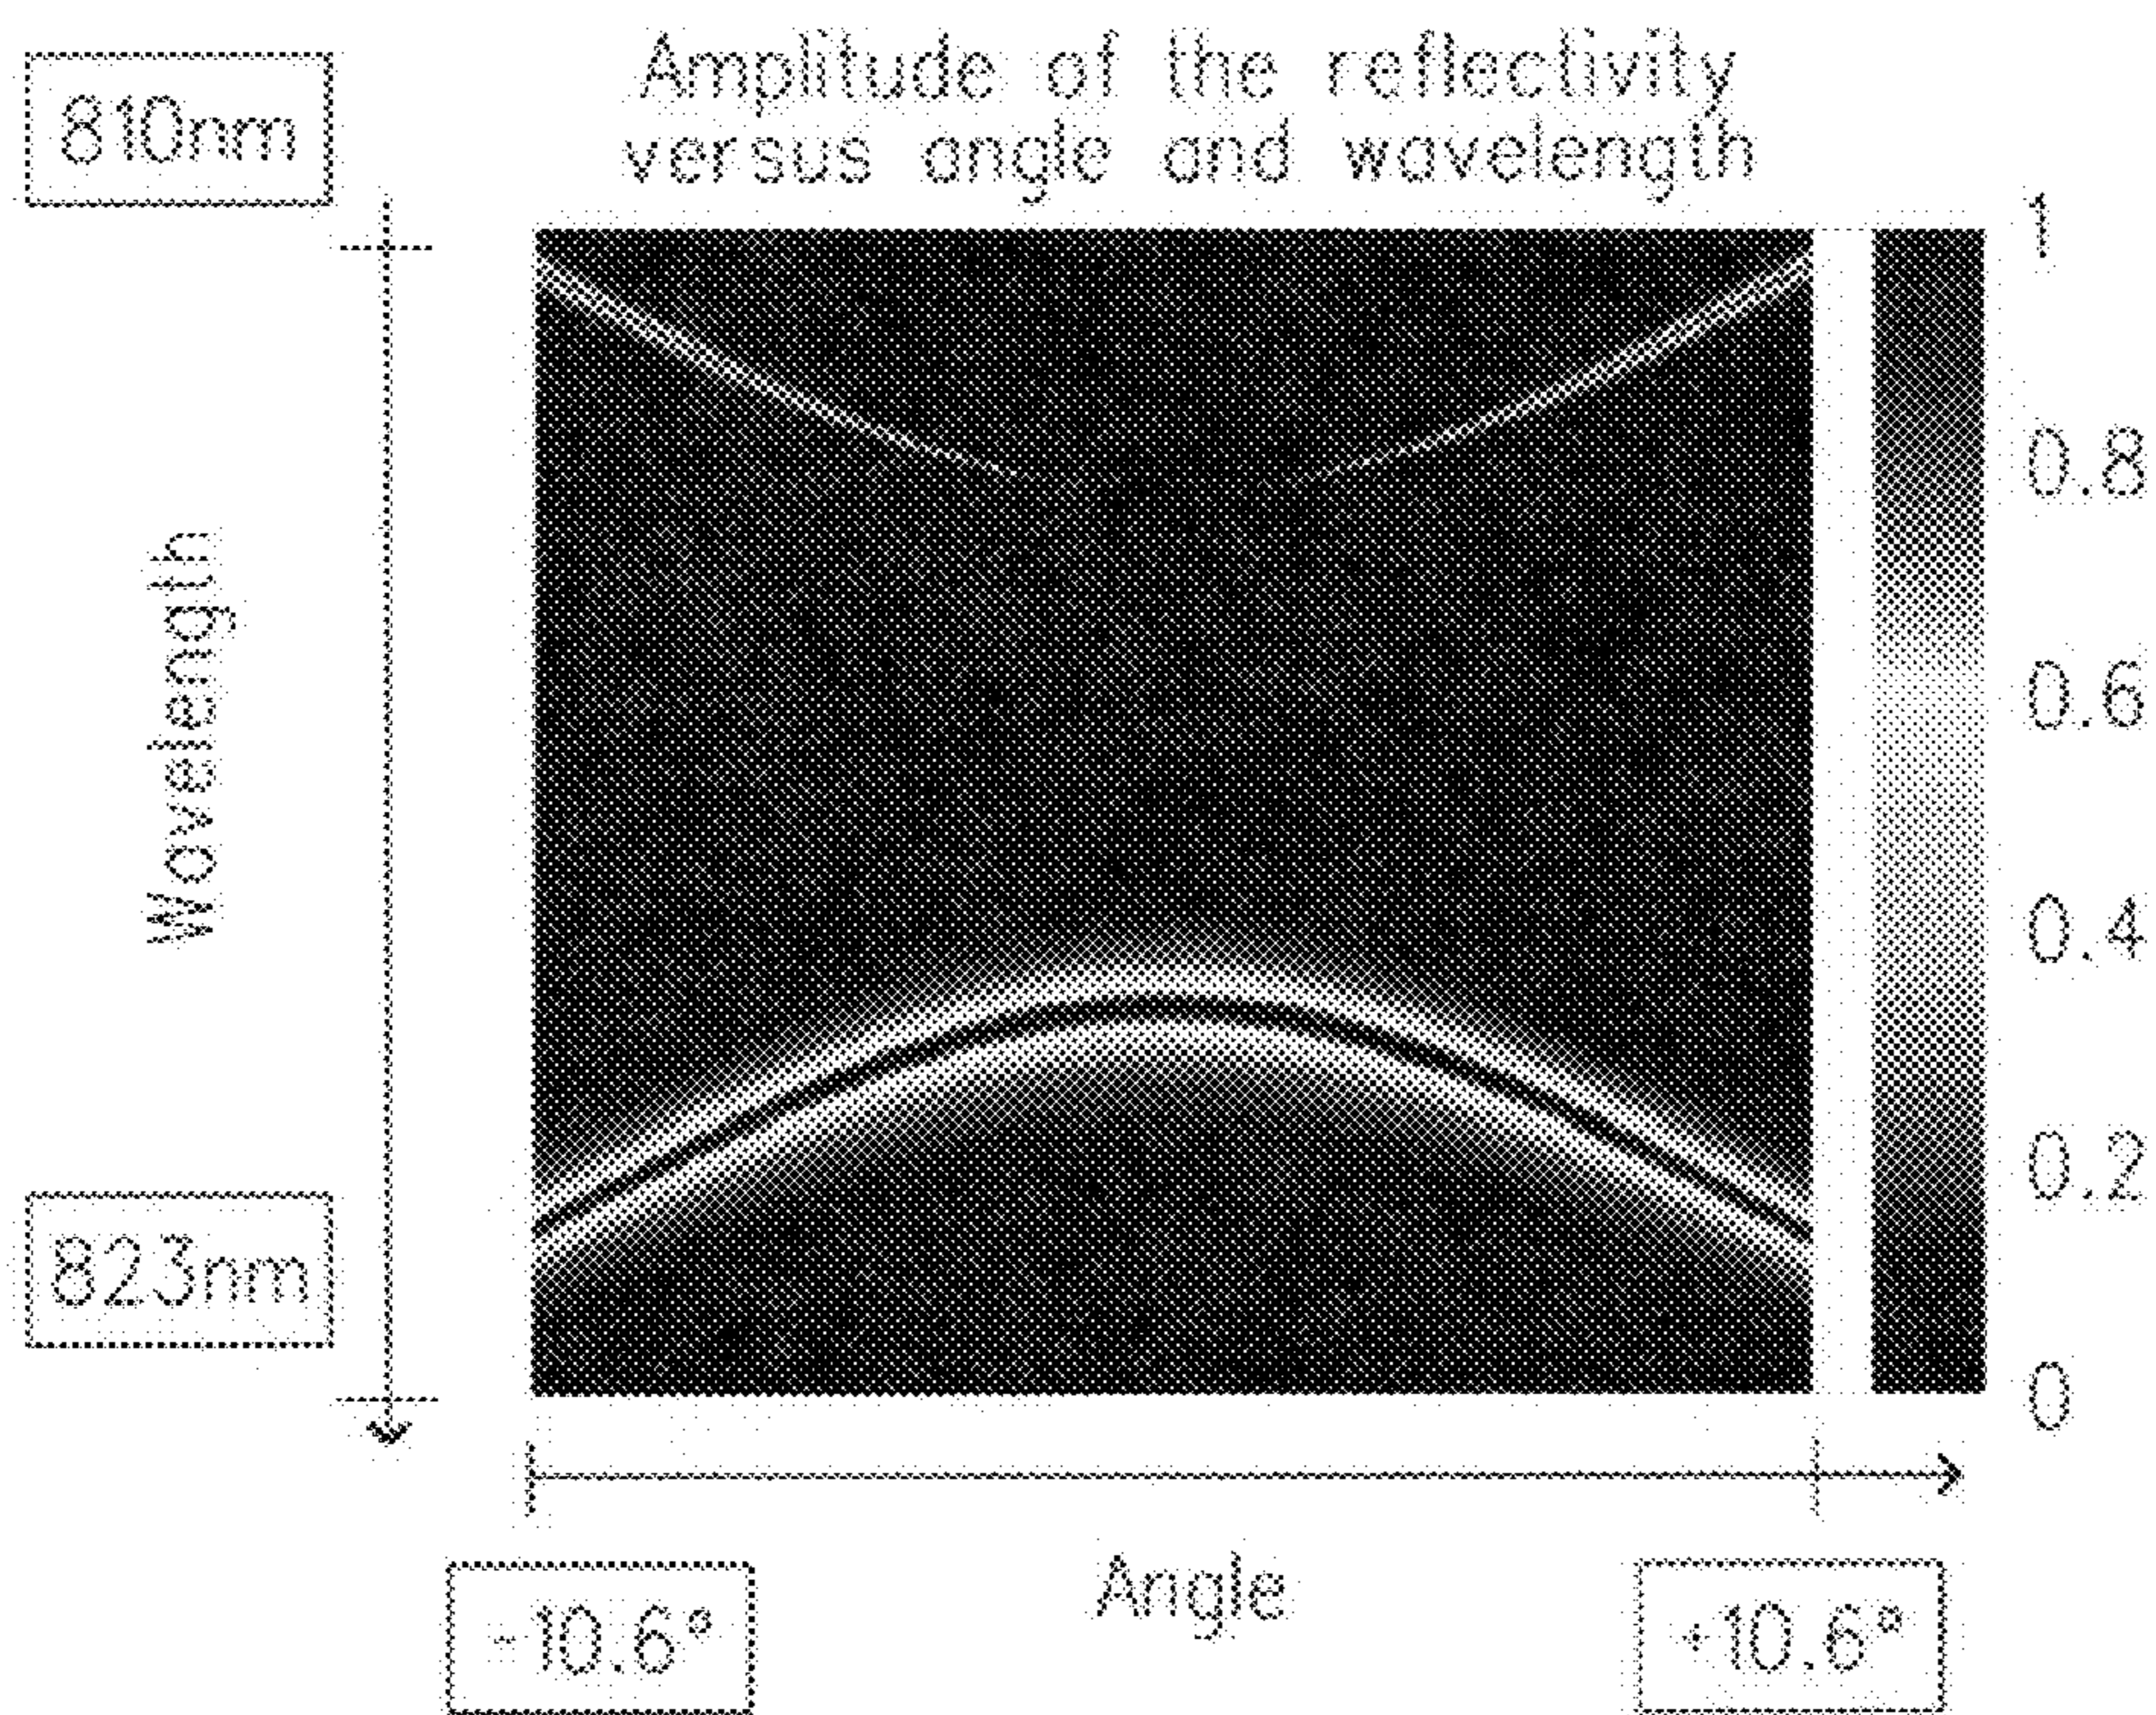 810nm
Amplitude of the reflectivity
versus angle and wavelength
1
0.8
0.6
0.4
0.2
0
Wavelength
823nm
Angle
-10.6°
+10.6°